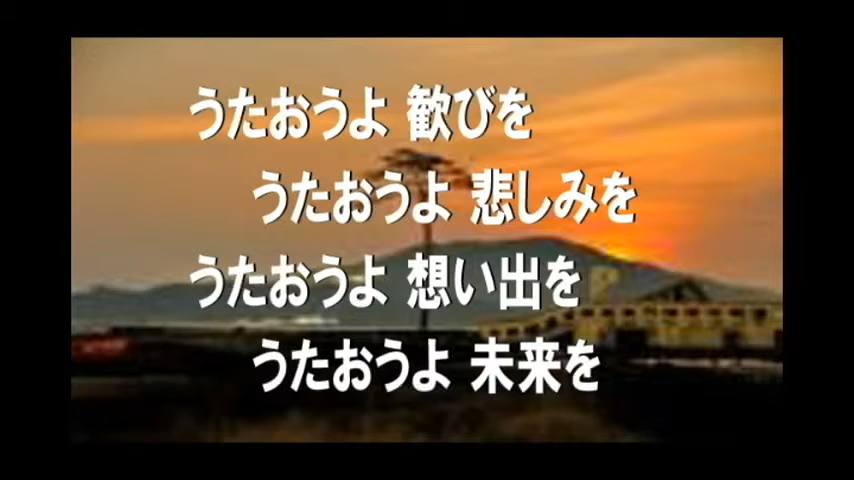 うたおうよ 歓びを
うたおうよ 悲しみを
うたおうよ 想い出を
うたおうよ 未来を